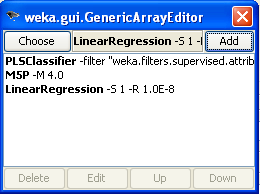 weka.gui.GenericArrayEditor
Choose LinearRegression -S 1 -R Add
PLSClassifier -filter "weka.filters.supervised.attrib
M5P -M 4.0
LinearRegression -S 1 -R 1.0E-8
Delete Edit Up Down